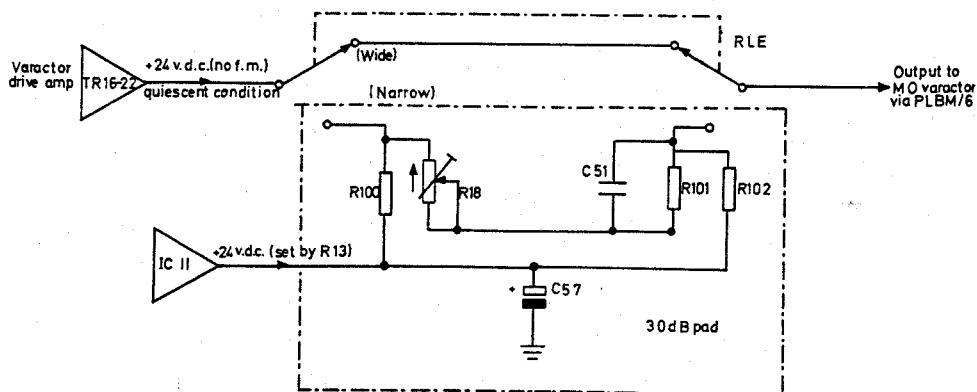 RLE
(Wide)
Varactor
drive amp
TR16-22
+24 v.d.c.(no f.m.)
quiescent condition
Output to
MO varactor
via PLBM/6
(Narrow)
R100
R18
C51
R101
R102
IC 11
+24v.d.c. (set by R13)
+
C57
30dB pad